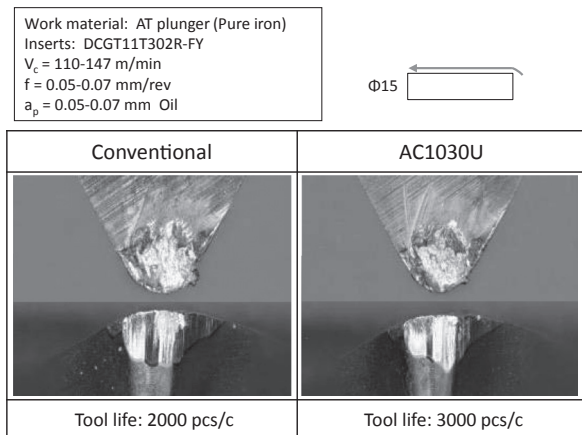 Work material: AT plunger (Pure iron)
Inserts: DCGT11T302R-FY
Vc = 110-147 m/min
f = 0.05-0.07 mm/rev
ap = 0.05-0.07 mm Oil
Φ15
Conventional
AC1030U
Tool life: 2000 pcs/c
Tool life: 3000 pcs/c